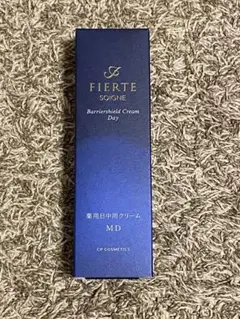 FIERTE
SOIGNE
Barriershield Cream
Day
薬用日中用クリーム
MD
CP COSMETICS